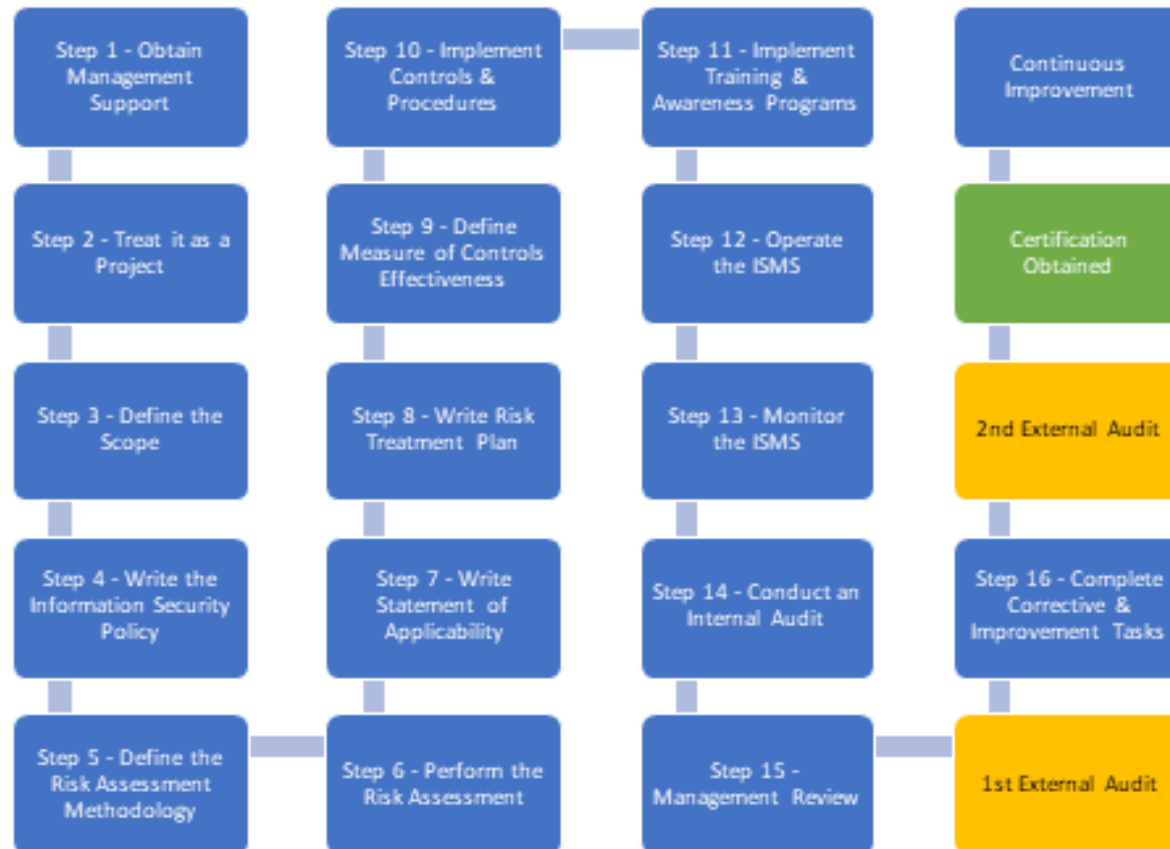 Step 1 - Obtain
Management
Support
Step 2 - Treat it as a
Project
Step 3 - Define the
Scope
Step 4 - Write the
Information Security
Policy
Step 5 - Define the
Risk Assessment
Methodology
Step 6 - Perform the
Risk Assessment
Step 7 - Write
Statement of
Applicability
Step 8 - Write Risk
Treatment Plan
Step 9 - Define
Measure of Controls
Effectiveness
Step 10 - Implement
Controls &
Procedures
Step 11 - Implement
Training &
Awareness Programs
Step 12 - Operate
the ISMS
Step 13 - Monitor
the ISMS
Step 14 - Conduct an
Internal Audit
Step 15 -
Management Review
1st External Audit
Step 16 - Complete
Corrective &
Improvement Tasks
2nd External Audit
Certification
Obtained
Continuous
Improvement